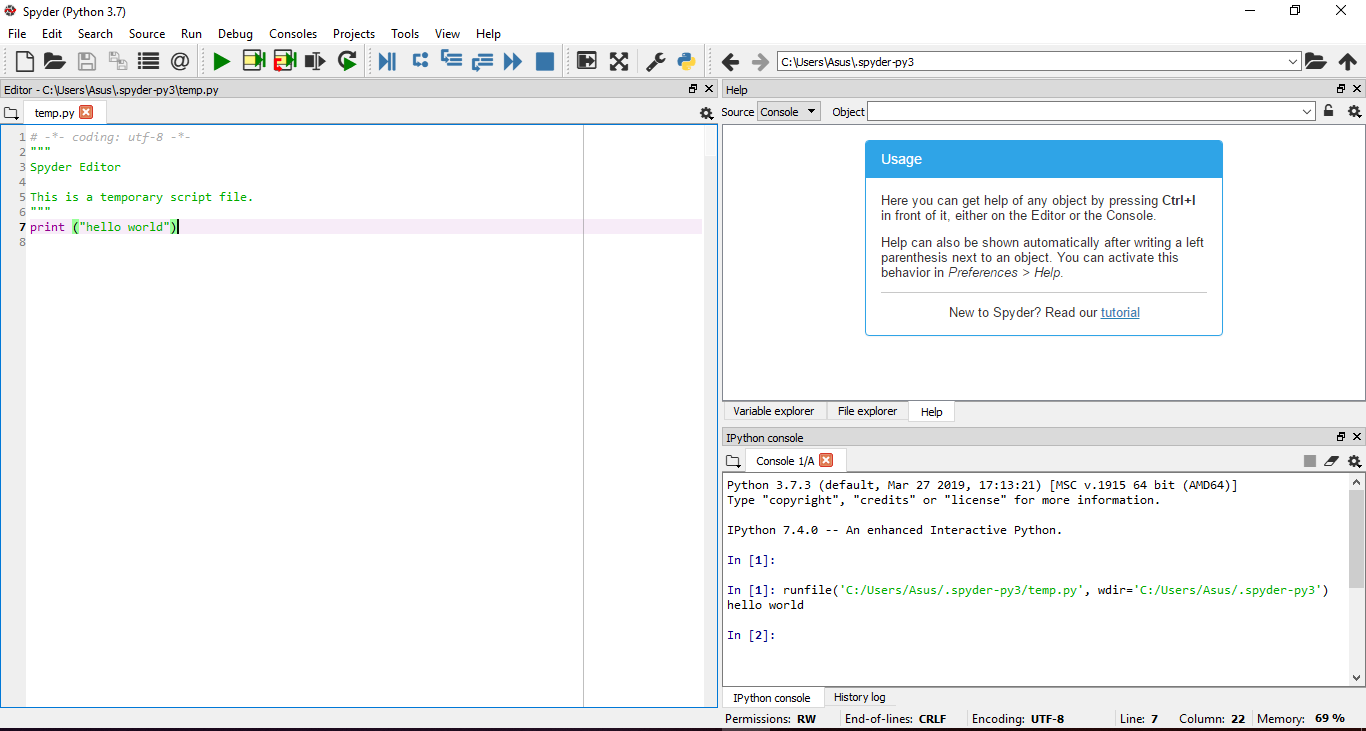 Spyder (Python 3.7)
File Edit Search Source Run Debug Consoles Projects Tools View Help
@
C:\Users\Asus\.spyder-py3
Editor - C:\Users\Asus\.spyder-py3\temp.py
temp.py
1 # -*- coding: utf-8 -*-
2 """
3 Spyder Editor
4
5 This is a temporary script file.
6 """
7 print ("hello world")
8
Help
Source Console Object
Usage
Here you can get help of any object by pressing Ctrl+I
in front of it, either on the Editor or the Console.
Help can also be shown automatically after writing a left
parenthesis next to an object. You can activate this
behavior in Preferences > Help.
New to Spyder? Read our tutorial
Variable explorer File explorer Help
IPython console
Console 1/A
Python 3.7.3 (default, Mar 27 2019, 17:13:21) [MSC v.1915 64 bit (AMD64)]
Type "copyright", "credits" or "license" for more information.
IPython 7.4.0 -- An enhanced Interactive Python.
In [1]:
In [1]: runfile('C:/Users/Asus/.spyder-py3/temp.py', wdir='C:/Users/Asus/.spyder-py3')
hello world
In [2]:
IPython console History log
Permissions: RW End-of-lines: CRLF Encoding: UTF-8 Line: 7 Column: 22 Memory: 69 %